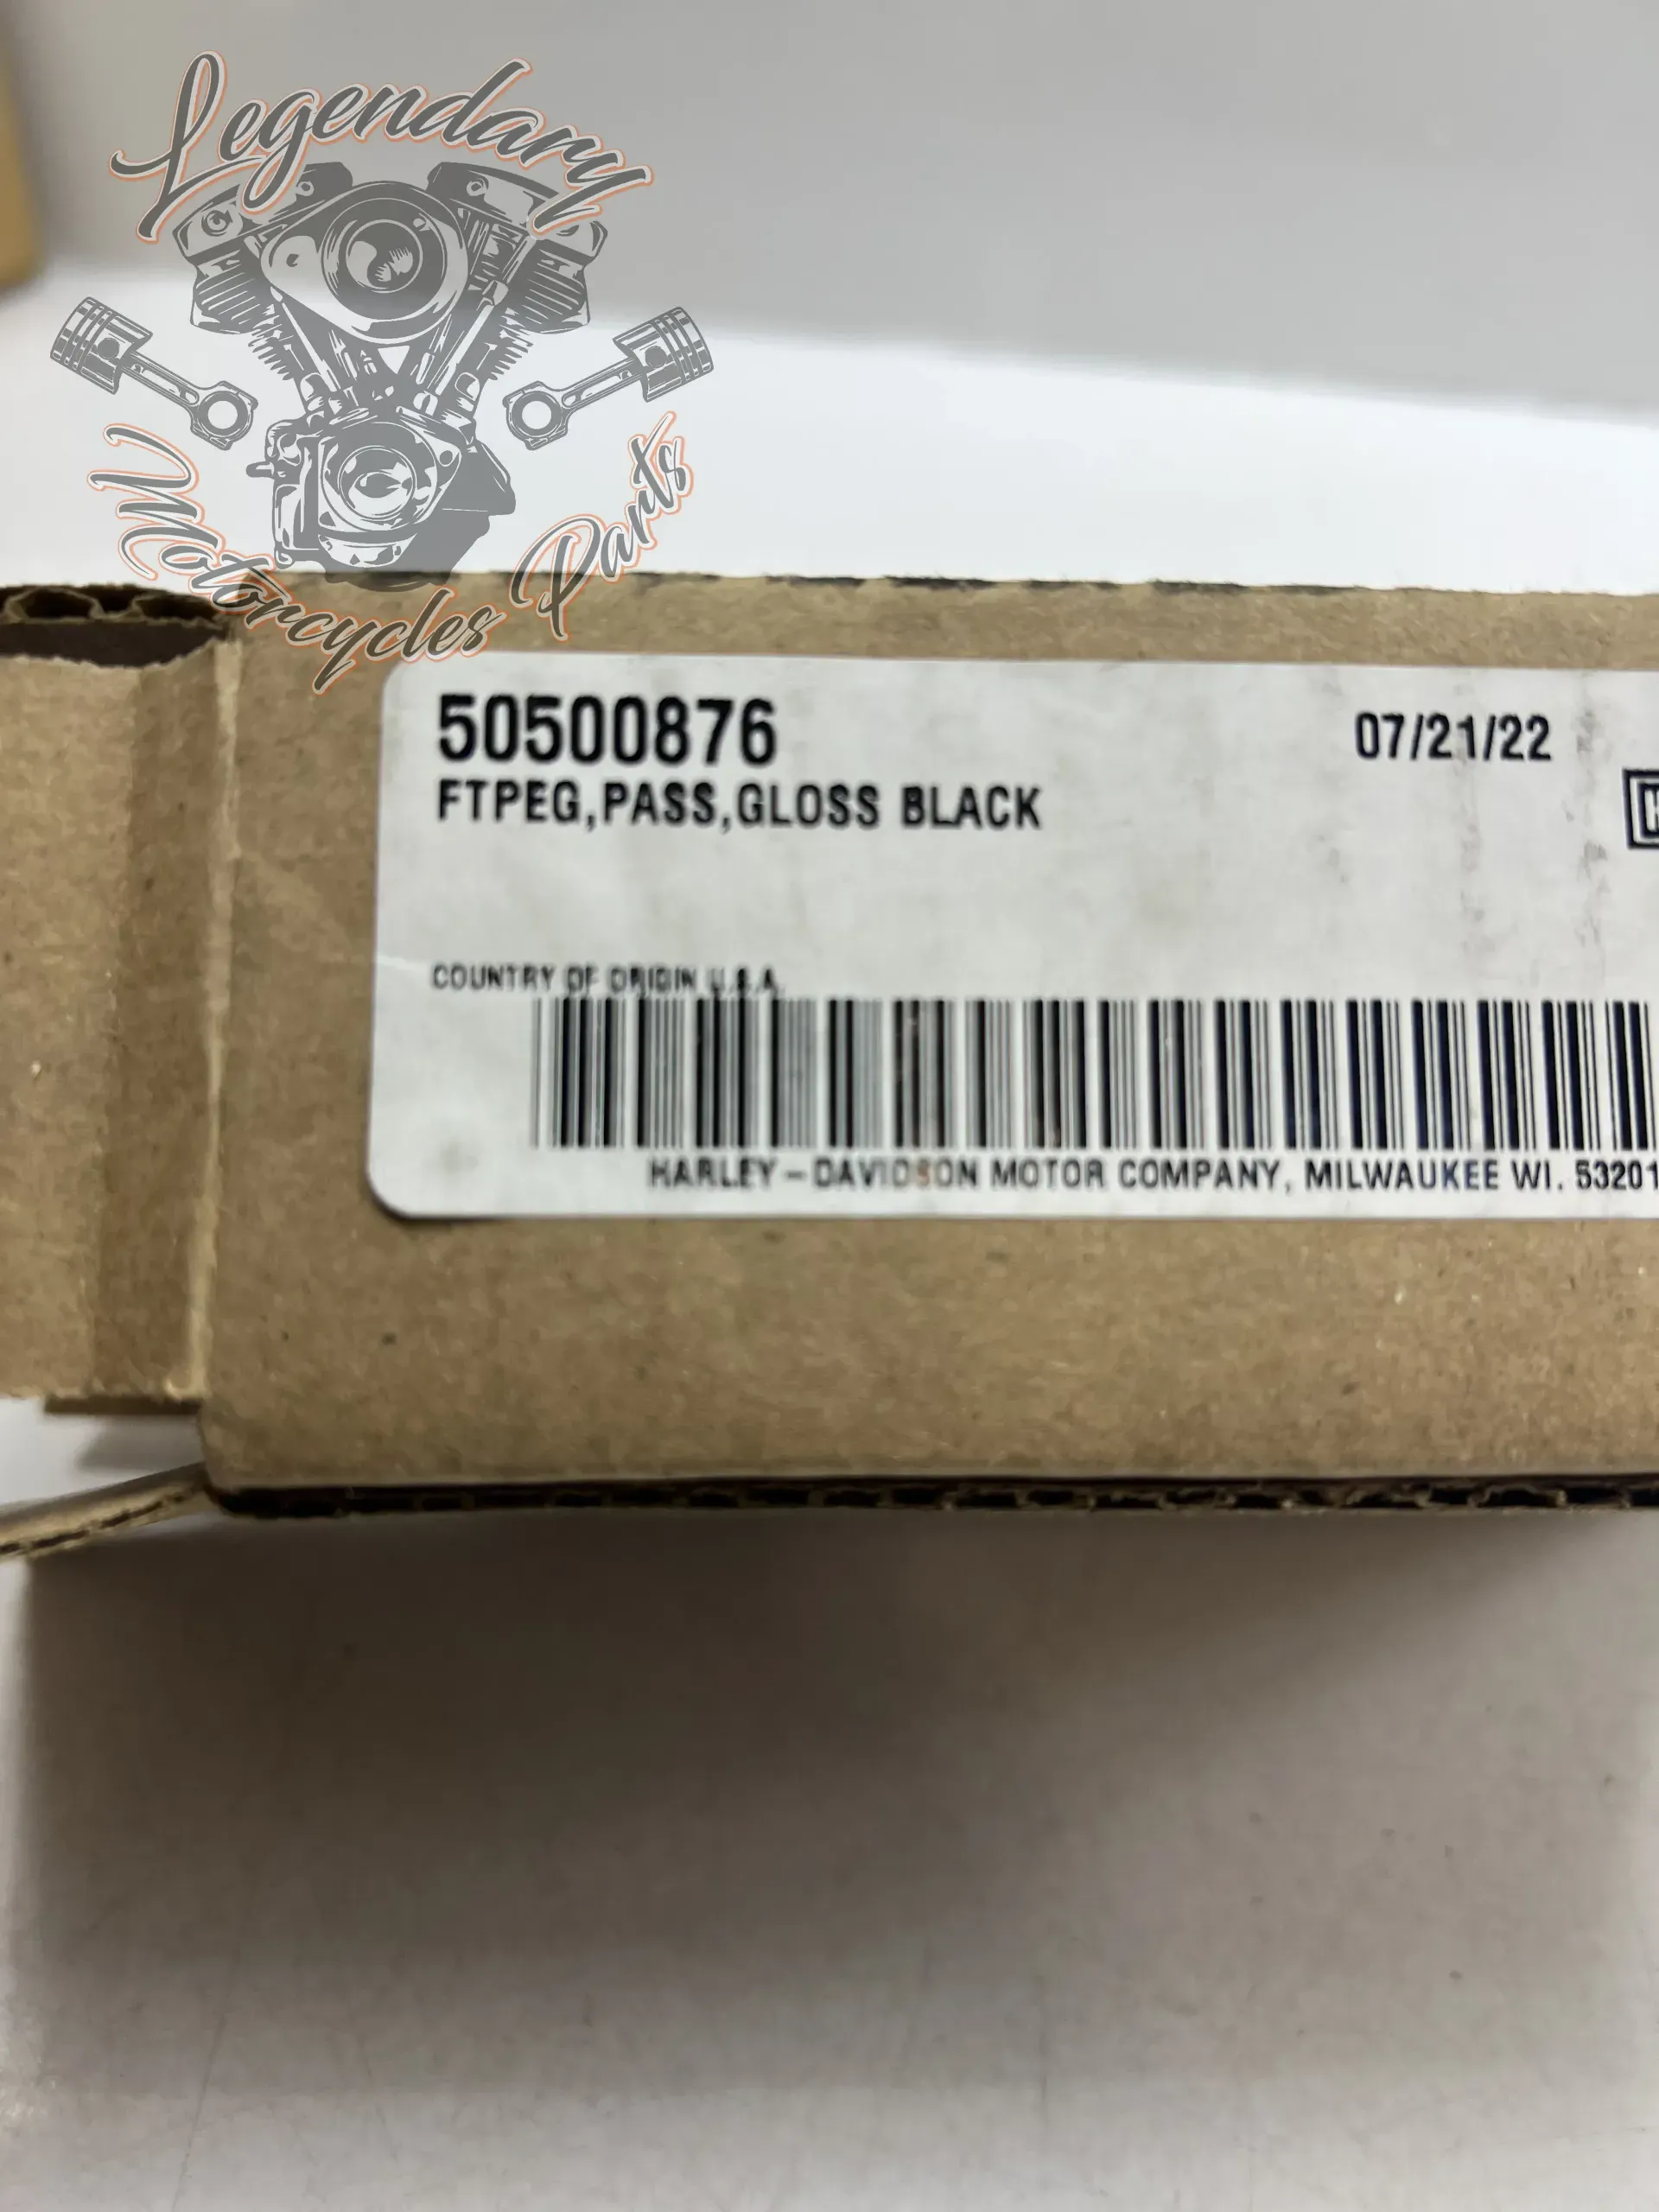 Legendary
Motorcycles Parts
50500876
07/21/22
FTPEG,PASS,GLOSS BLACK
COUNTRY OF ORIGIN U.S.A.
HARLEY-DAVIDSON MOTOR COMPANY, MILWAUKEE WI. 53201